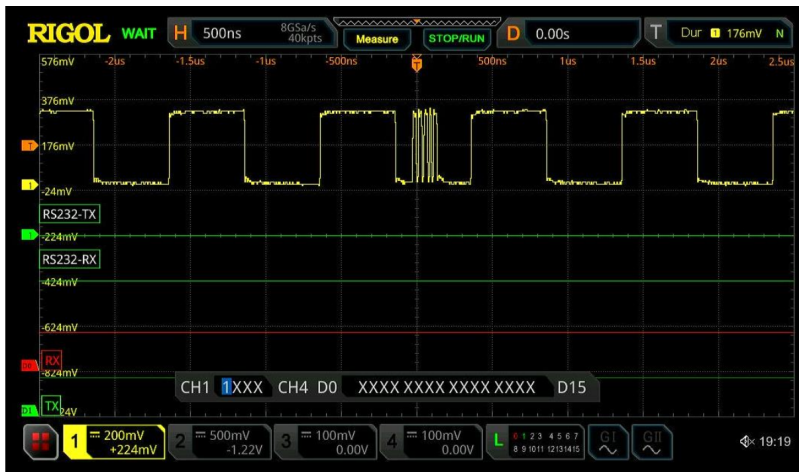 RIGOL WAIT H 500ns 8GSa/s 40kpts Measure STOP/RUN D 0.00s T Dur 1 176mV N
576mV -2us -1.5us -1us -500ns T 500ns 1us 1.5us 2us 2.5us
376mV
T 176mV
1 -24mV
RS232-TX
-224mV
RS232-RX
-424mV
-624mV
RX
-824mV
CH1 1XXX CH4 D0 XXXX XXXX XXXX XXXX D15
D1 TX 24V
1 200mV +224mV 2 500mV -1.22V 3 100mV 0.00V 4 100mV 0.00V L 0 1 2 3 4 5 6 7 8 9 10 11 12 13 14 15 GI GII 19:19